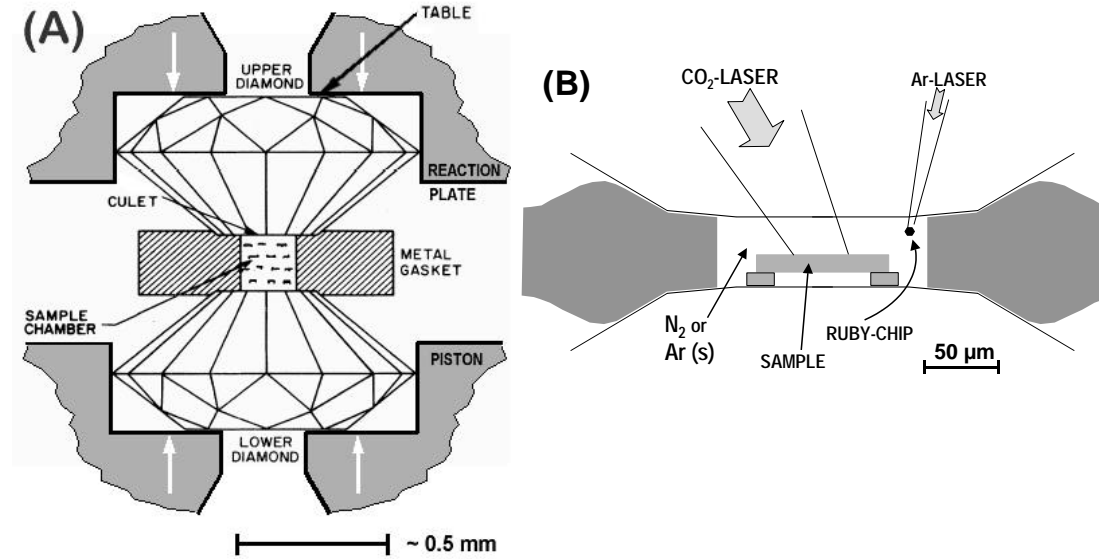 (A)
TABLE
UPPER
DIAMOND
REACTION
PLATE
CULET
METAL
GASKET
SAMPLE
CHAMBER
PISTON
LOWER
DIAMOND
~ 0.5 mm
(B)
CO₂-LASER
Ar-LASER
N₂ or
Ar (s)
SAMPLE
RUBY-CHIP
50 µm